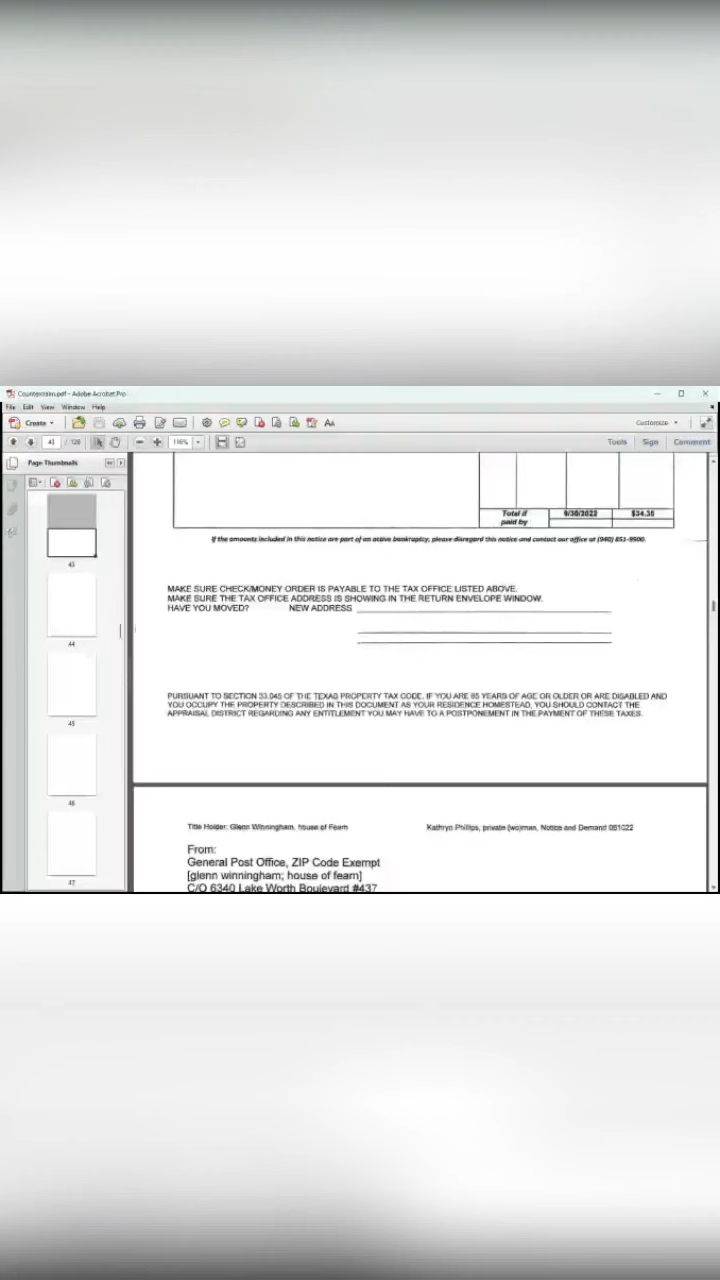 Counterclaim.pdf - Adobe Acrobat Pro
File Edit View Window Help
Create
Customize
43 / 128
116%
Tools Sign Comment
Page Thumbnails
43
44
45
46
47
Total if paid by 9/30/2022 $34.35
If the amounts included in this notice are part of an active bankruptcy, please disregard this notice and contact our office at (940) 851-9500.
MAKE SURE CHECK/MONEY ORDER IS PAYABLE TO THE TAX OFFICE LISTED ABOVE.
MAKE SURE THE TAX OFFICE ADDRESS IS SHOWING IN THE RETURN ENVELOPE WINDOW.
HAVE YOU MOVED? NEW ADDRESS
PURSUANT TO SECTION 33.045 OF THE TEXAS PROPERTY TAX CODE, IF YOU ARE 65 YEARS OF AGE OR OLDER OR ARE DISABLED AND
YOU OCCUPY THE PROPERTY DESCRIBED IN THIS DOCUMENT AS YOUR RESIDENCE HOMESTEAD, YOU SHOULD CONTACT THE
APPRAISAL DISTRICT REGARDING ANY ENTITLEMENT YOU MAY HAVE TO A POSTPONEMENT IN THE PAYMENT OF THESE TAXES.
Title Holder: Glenn Winningham, house of Fearn
Kathryn Phillips, private (wo)man, Notice and Demand 081022
From:
General Post Office, ZIP Code Exempt
[glenn winningham; house of fearn]
C/O 6340 Lake Worth Boulevard #437